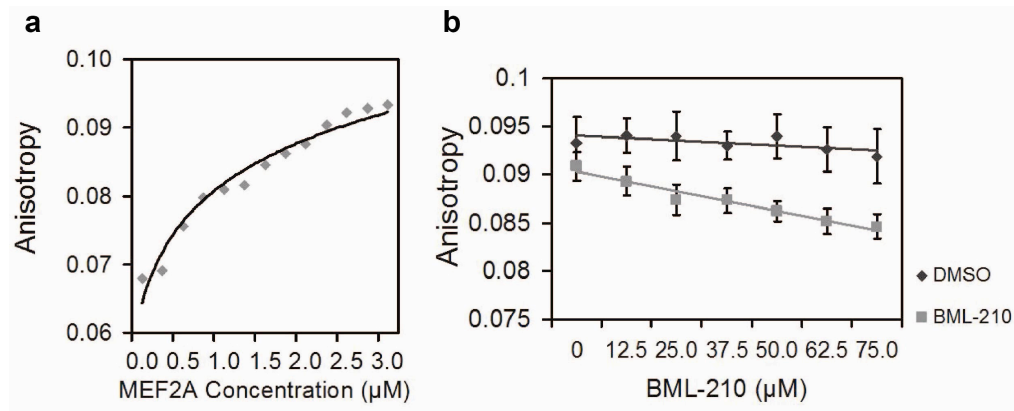 a
0.10
0.09
0.08
0.07
0.06
Anisotropy
0.0 0.5 1.0 1.5 2.0 2.5 3.0
MEF2A Concentration (µM)
b
0.1
0.095
0.09
0.085
0.08
0.075
Anisotropy
0 12.5 25.0 37.5 50.0 62.5 75.0
BML-210 (µM)
DMSO
BML-210